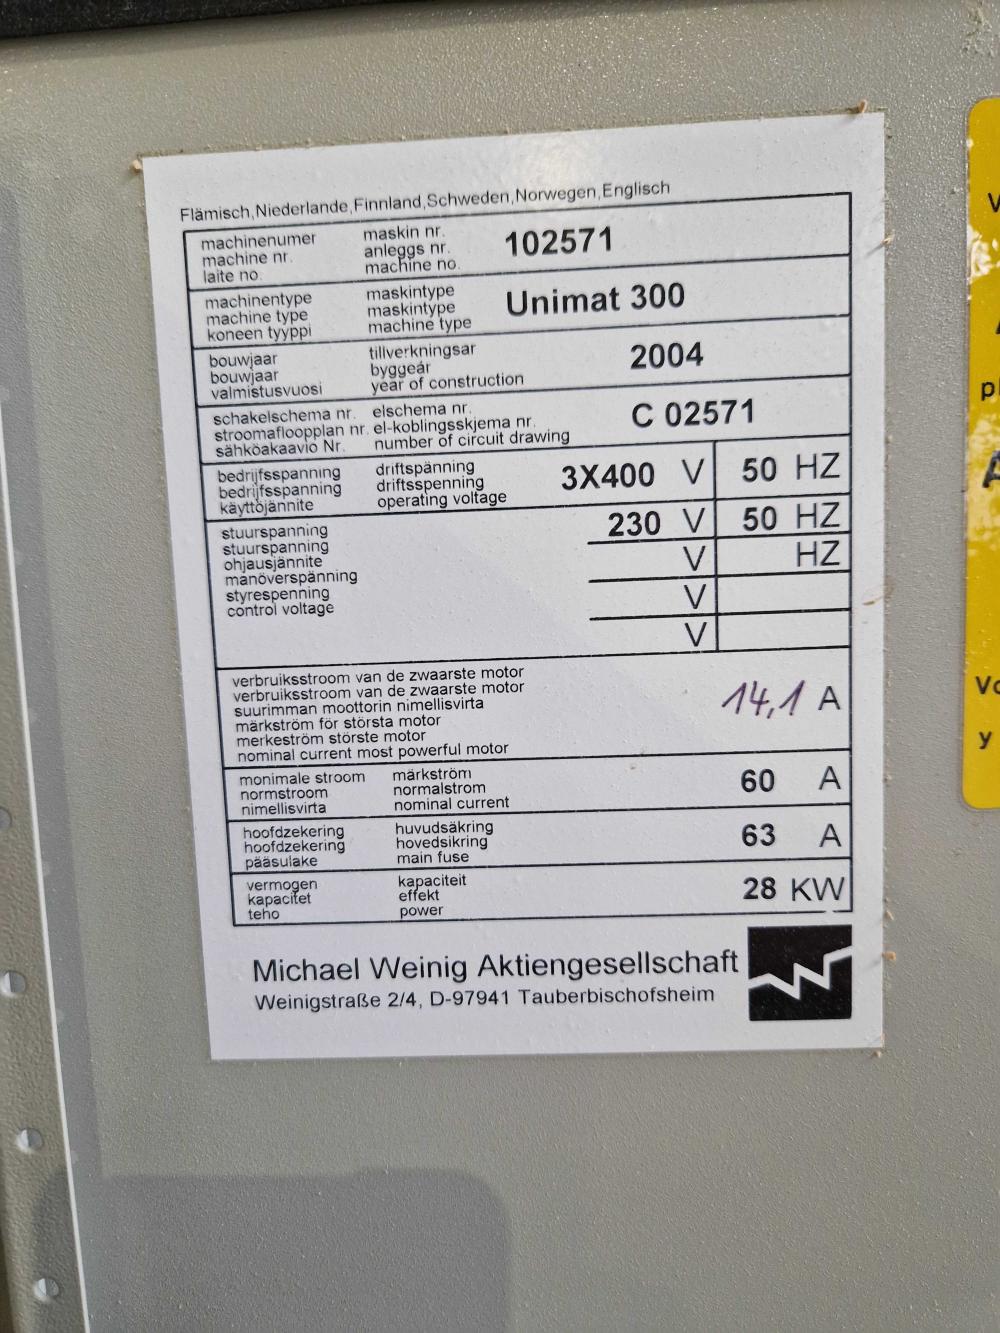 Flämisch,Niederlande,Finnland,Schweden,Norwegen,Englisch
machinenumer maskin nr.
machine nr. anleggs nr. 102571
laite no. machine no.
machinentype maskintype
machine type maskintype Unimat 300
koneen tyyppi machine type
bouwjaar tillverkningsar
bouwjaar byggeár 2004
valmistusvuosi year of construction
schakelschema nr. elschema nr.
stroomafloopplan nr. el-koblingsskjema nr. C 02571
sähköakaavio Nr. number of circuit drawing
bedrijfsspanning driftspänning
bedrijfsspanning driftsspenning 3X400 V 50 HZ
käyttöjännite operating voltage
stuurspanning 230 V 50 HZ
stuurspanning
ohjausjännite V HZ
manöverspänning
styrespenning V
control voltage
V
verbruiksstroom van de zwaarste motor
verbruiksstroom van de zwaarste motor
suurimman moottorin nimellisvirta 14,1 A
märkström för största motor
merkeström störste motor
nominal current most powerful motor
monimale stroom märkström
normstroom normalstrom 60 A
nimellisvirta nominal current
hoofdzekering huvudsäkring
hoofdzekering hovedsikring 63 A
pääsulake main fuse
vermogen kapaciteit
kapacitet effekt 28 KW
teho power
Michael Weinig Aktiengesellschaft
Weinigstraße 2/4, D-97941 Tauberbischofsheim